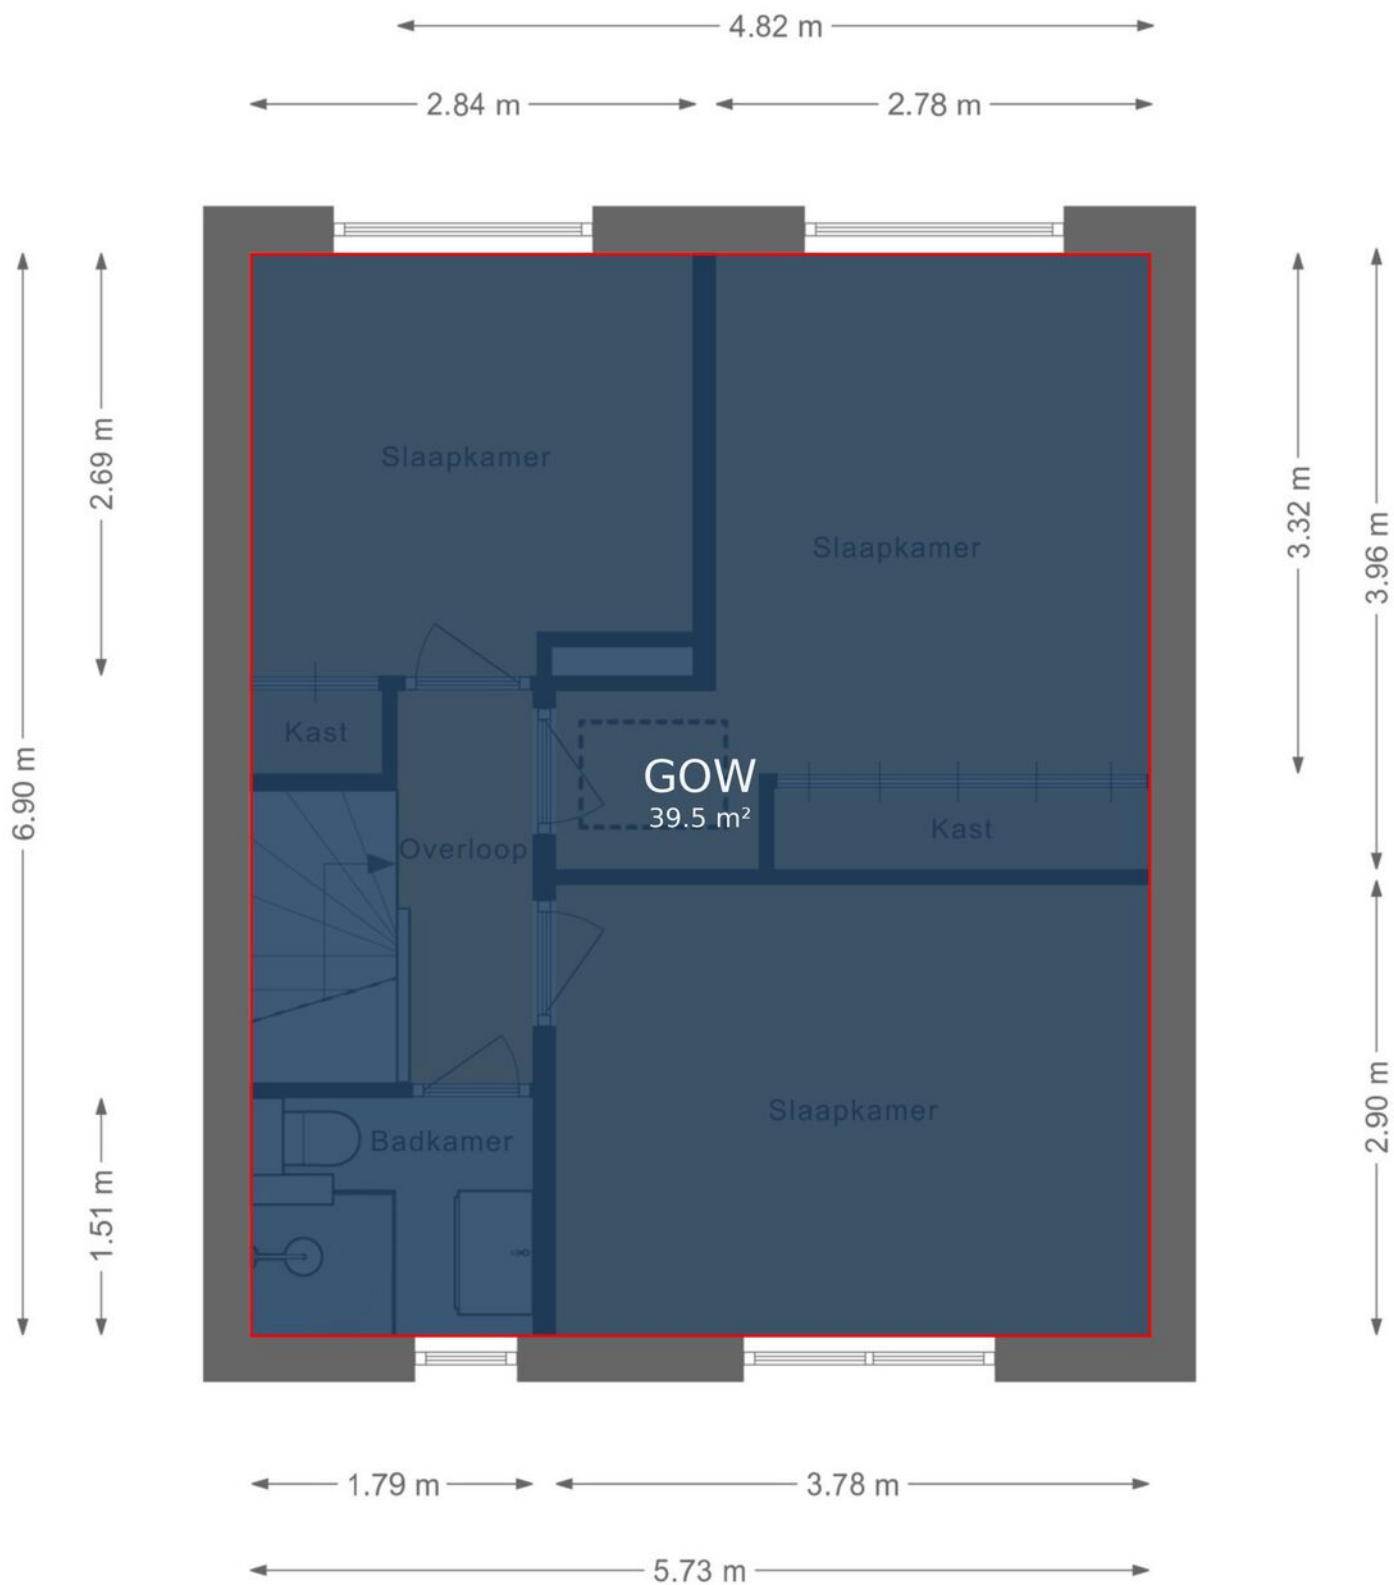 4.82 m
2.84 m
2.78 m
6.90 m
2.69 m
3.32 m
3.96 m
Slaapkamer
Slaapkamer
Kast
GOW
39.5 m²
Kast
Overloop
Slaapkamer
Badkamer
1.51 m
2.90 m
1.79 m
3.78 m
5.73 m